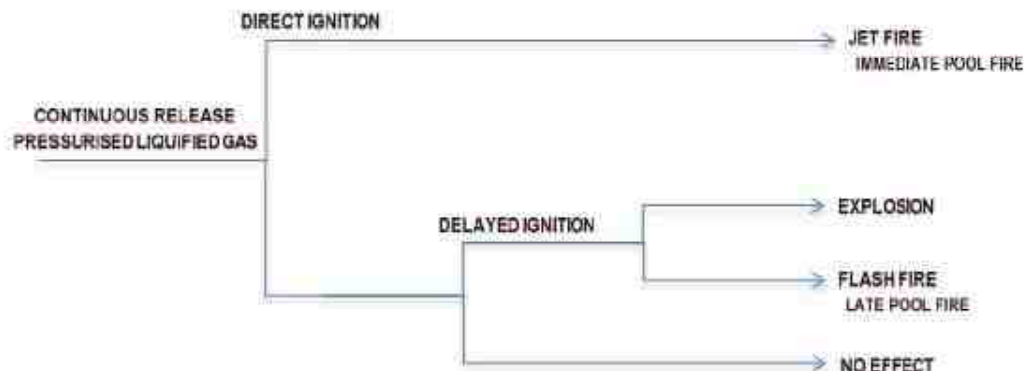 DIRECT IGNITION
JET FIRE
IMMEDIATE POOL FIRE
CONTINUOUS RELEASE
PRESSURISED LIQUIFIED GAS
EXPLOSION
DELAYED IGNITION
FLASH FIRE
LATE POOL FIRE
NO EFFECT